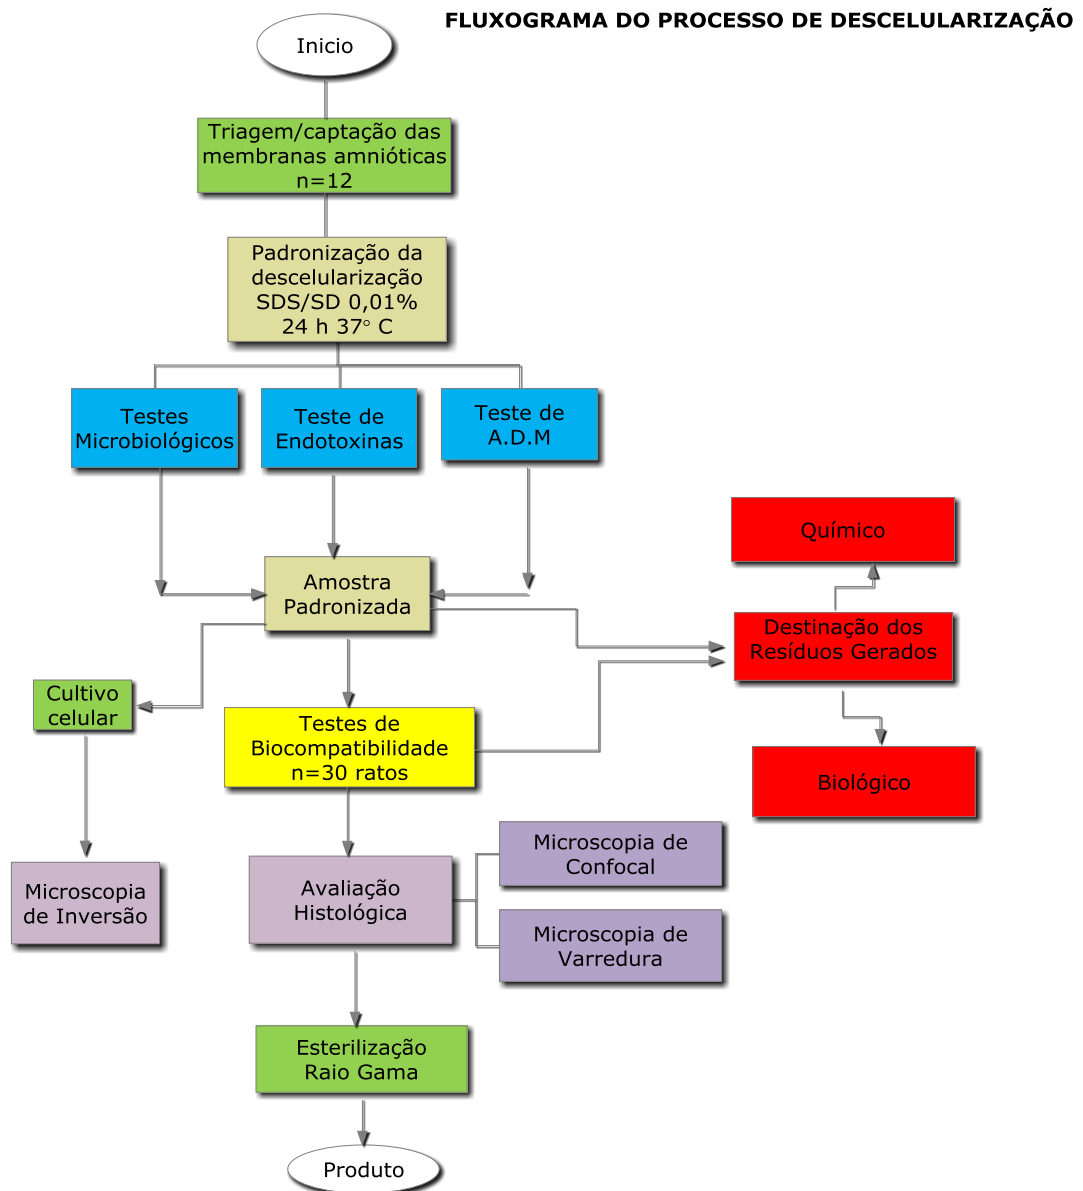 FLUXOGRAMA DO PROCESSO DE DESCELULARIZAÇÃO
Inicio
Triagem/captação das
membranas amnióticas
n=12
Padronização da
descelularização
SDS/SD 0,01%
24 h 37° C
Testes
Microbiológicos
Teste de
Endotoxinas
Teste de
A.D.M
Químico
Amostra
Padronizada
Destinação dos
Resíduos Gerados
Cultivo
celular
Testes de
Biocompatibilidade
n=30 ratos
Biológico
Microscopia de
Confocal
Microscopia
de Inversão
Avaliação
Histológica
Microscopia de
Varredura
Esterilização
Raio Gama
Produto